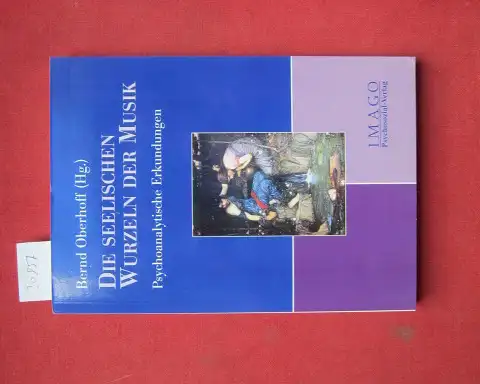 Bernd Oberhoff (Hg.)
DIE SEELISCHEN
WURZELN DER MUSIK
Psychoanalytische Erkundungen
IMAGO
Psychosozial-Verlag